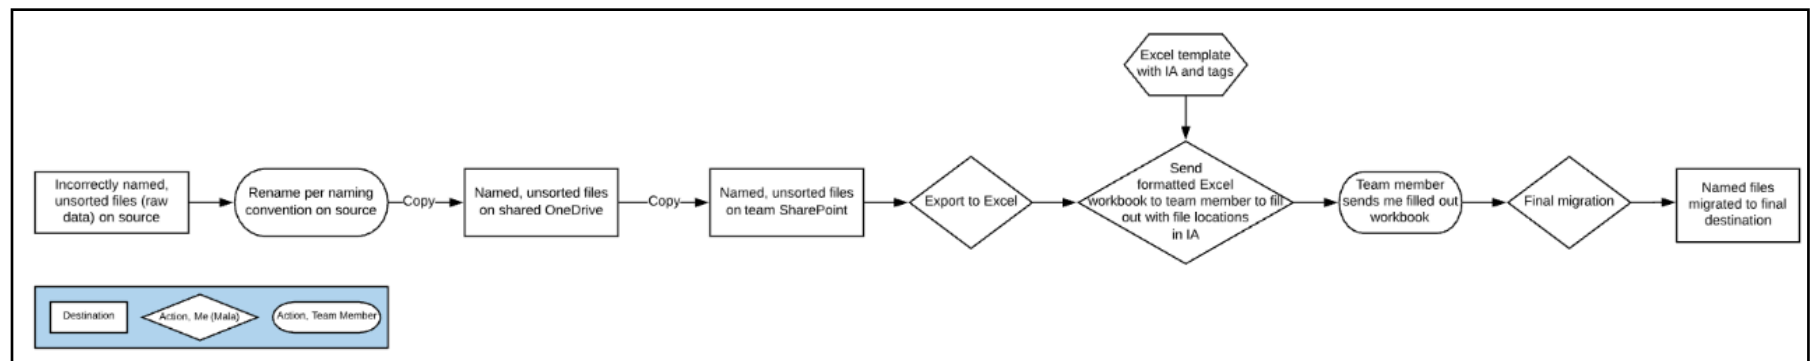 Excel template
with IA and tags
Incorrectly named,
unsorted files (raw
data) on source
Rename per naming
convention on source
Copy
Named, unsorted files
on shared OneDrive
Copy
Named, unsorted files
on team SharePoint
Export to Excel
Send
formatted Excel
workbook to team member to fill
out with file locations
in IA
Team member
sends me filled out
workbook
Final migration
Named files
migrated to final
destination
Destination
Action, Me (Mala)
Action, Team Member